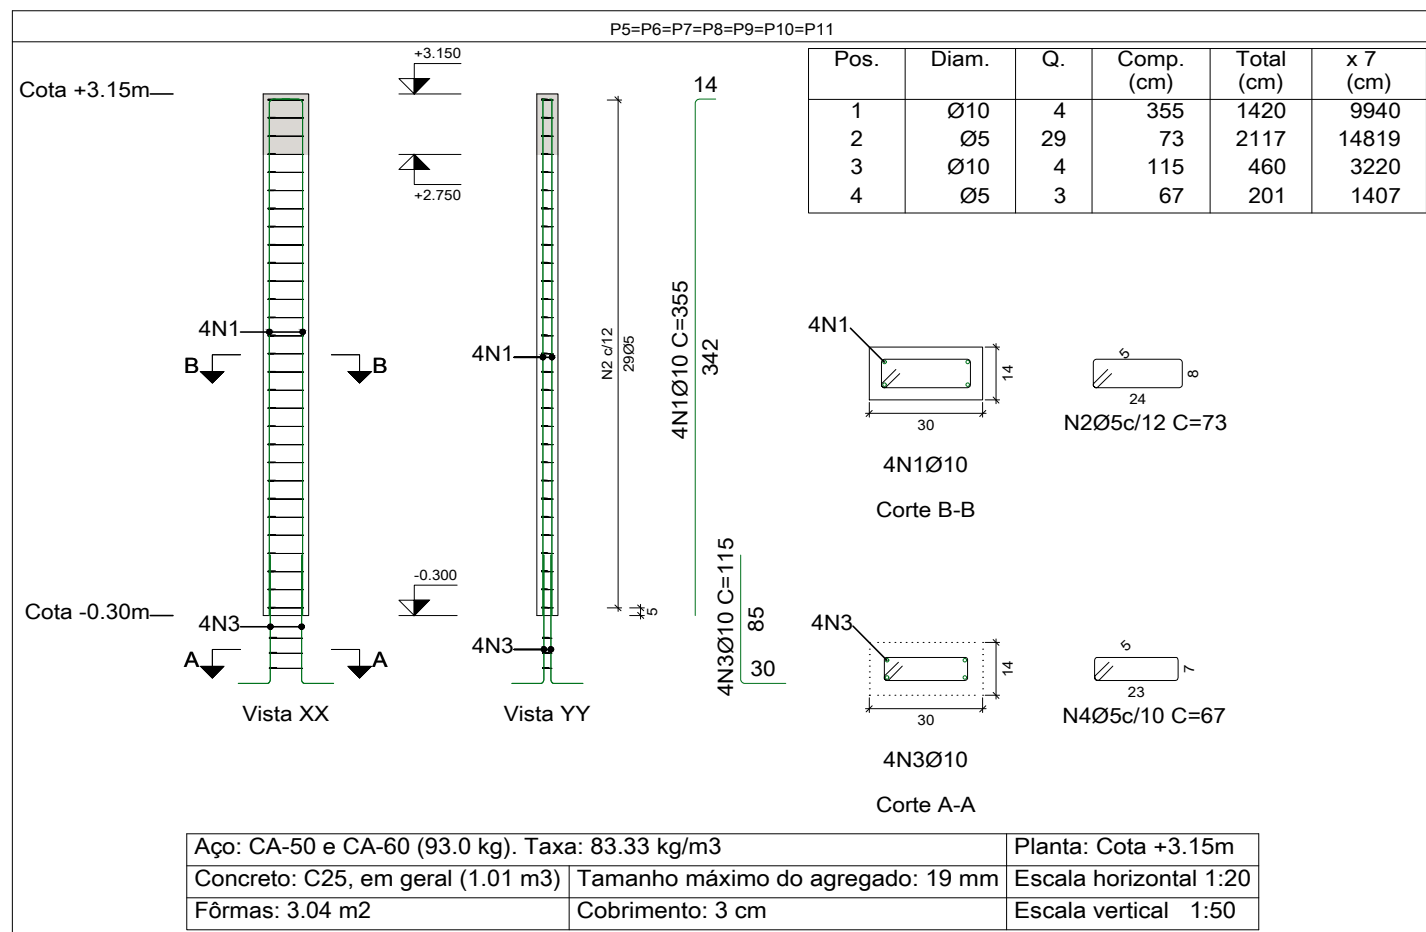 P5=P6=P7=P8=P9=P10=P11
Cota +3.15m
+3.150
+2.750
4N1
B B
-0.300
Cota -0.30m
4N3
A A
Vista XX
4N1
4N3
N2 c/12
29Ø5
5
Vista YY
14
4N1Ø10 C=355
342
4N3Ø10 C=115
85
30
Pos. Diam. Q. Comp. (cm) Total (cm) x 7 (cm)
1 Ø10 4 355 1420 9940
2 Ø5 29 73 2117 14819
3 Ø10 4 115 460 3220
4 Ø5 3 67 201 1407
4N1
14
30
4N1Ø10
Corte B-B
5
8
24
N2Ø5c/12 C=73
4N3
14
30
4N3Ø10
Corte A-A
5
7
23
N4Ø5c/10 C=67
Aço: CA-50 e CA-60 (93.0 kg). Taxa: 83.33 kg/m3 Planta: Cota +3.15m
Concreto: C25, em geral (1.01 m3) Tamanho máximo do agregado: 19 mm Escala horizontal 1:20
Fôrmas: 3.04 m2 Cobrimento: 3 cm Escala vertical 1:50